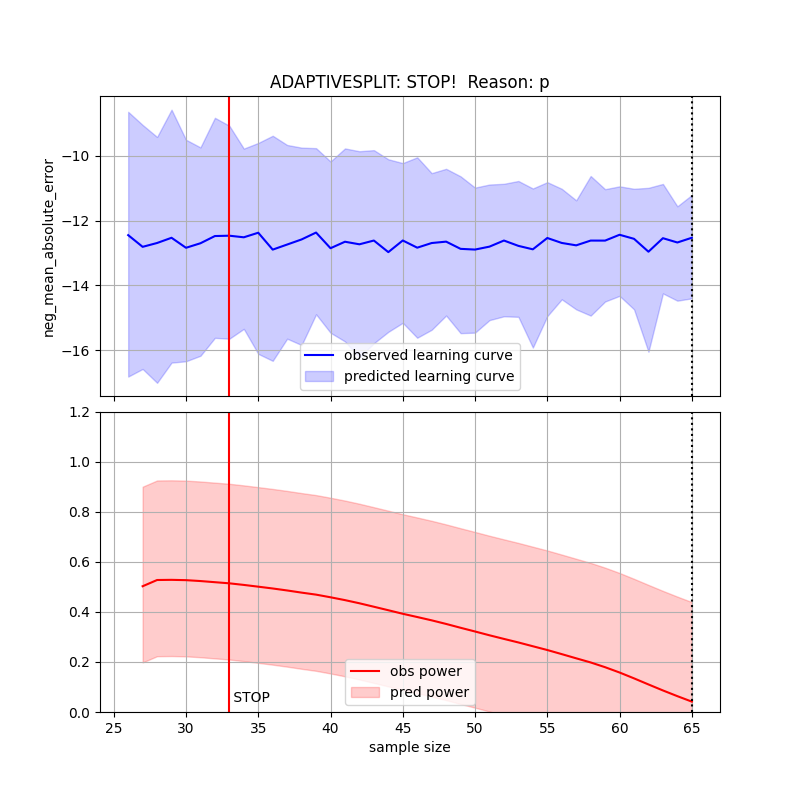 ADAPTIVESPLIT: STOP!  Reason: p
neg_mean_absolute_error
−10
−12
−14
−16
observed learning curve
predicted learning curve
1.2
1.0
0.8
0.6
0.4
0.2
0.0
STOP
obs power
pred power
25 30 35 40 45 50 55 60 65
sample size